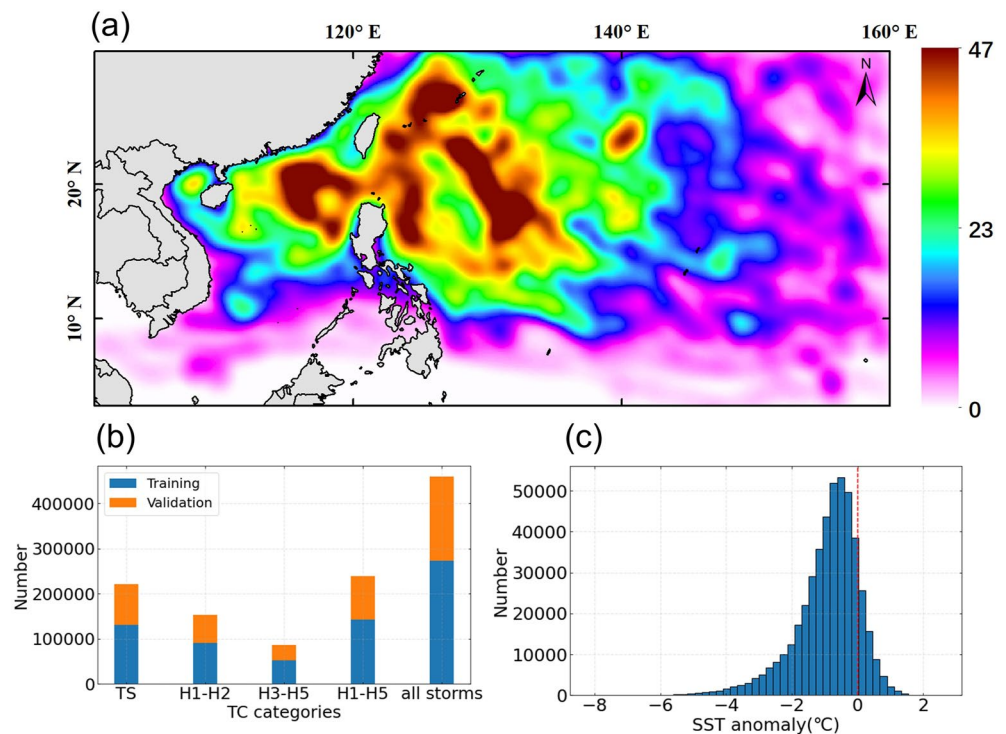 (a)
120° E
140° E
160° E
47
N
20° N
23
10° N
0
(b)
(c)
Training
Validation
400000
300000
200000
100000
0
Number
TS
H1-H2
H3-H5
H1-H5
all storms
TC categories
50000
40000
30000
20000
10000
0
Number
−8
−6
−4
−2
0
2
SST anomaly(℃)